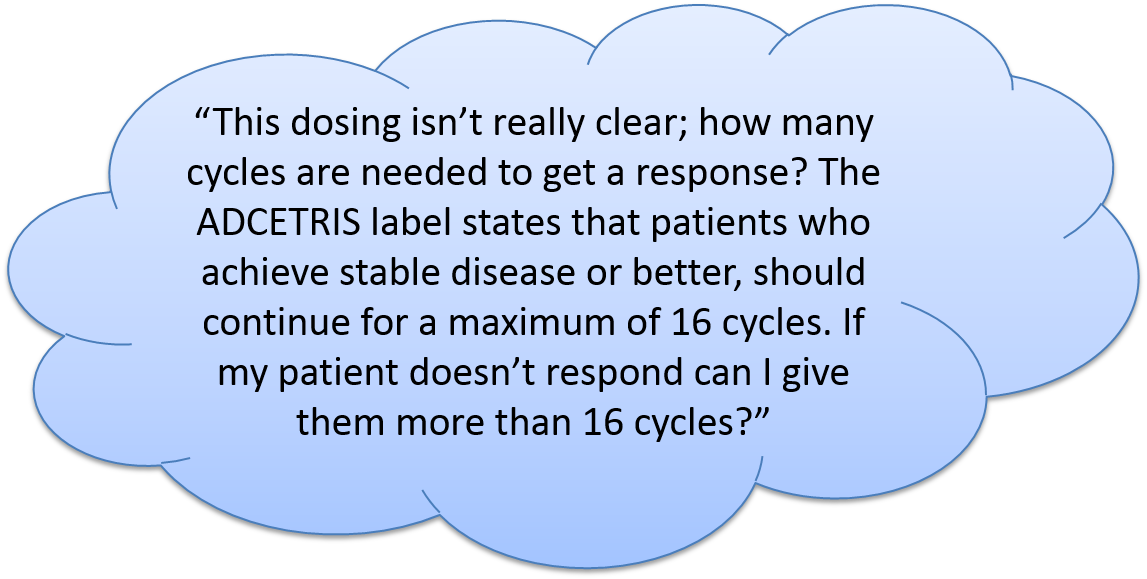 “This dosing isn’t really clear; how many
cycles are needed to get a response? The
ADCETRIS label states that patients who
achieve stable disease or better, should
continue for a maximum of 16 cycles. If
my patient doesn’t respond can I give
them more than 16 cycles?”